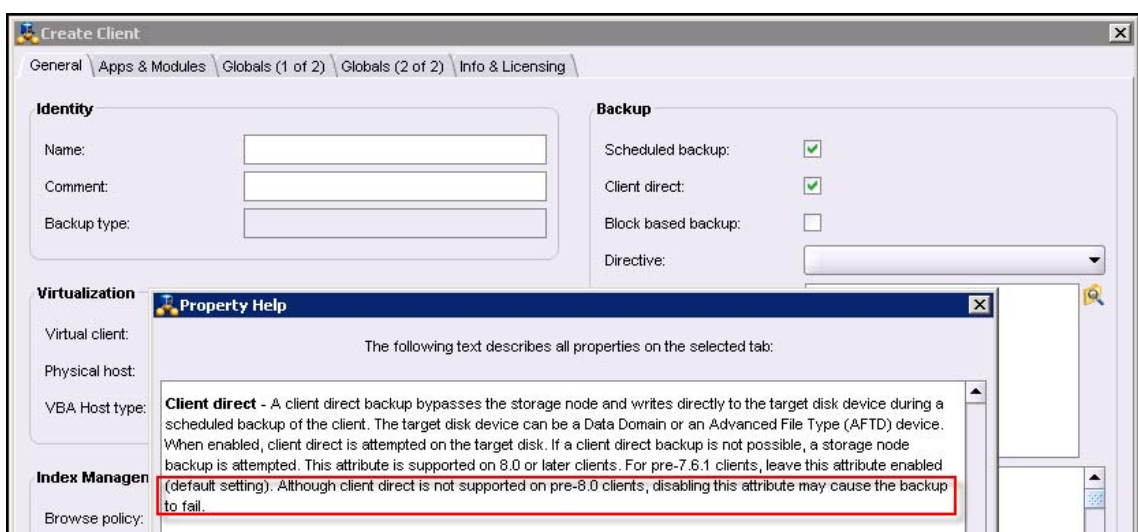 Create Client
General Apps & Modules Globals (1 of 2) Globals (2 of 2) Info & Licensing
Identity
Name:
Comment:
Backup type:
Backup
Scheduled backup:
Client direct:
Block based backup:
Directive:
Virtualization
Virtual client:
Physical host:
VBA Host type:
Index Managen
Browse policy:
Property Help
The following text describes all properties on the selected tab:
Client direct - A client direct backup bypasses the storage node and writes directly to the target disk device during a
scheduled backup of the client. The target disk device can be a Data Domain or an Advanced File Type (AFTD) device.
When enabled, client direct is attempted on the target disk. If a client direct backup is not possible, a storage node
backup is attempted. This attribute is supported on 8.0 or later clients. For pre-7.6.1 clients, leave this attribute enabled
(default setting). Although client direct is not supported on pre-8.0 clients, disabling this attribute may cause the backup
to fail.